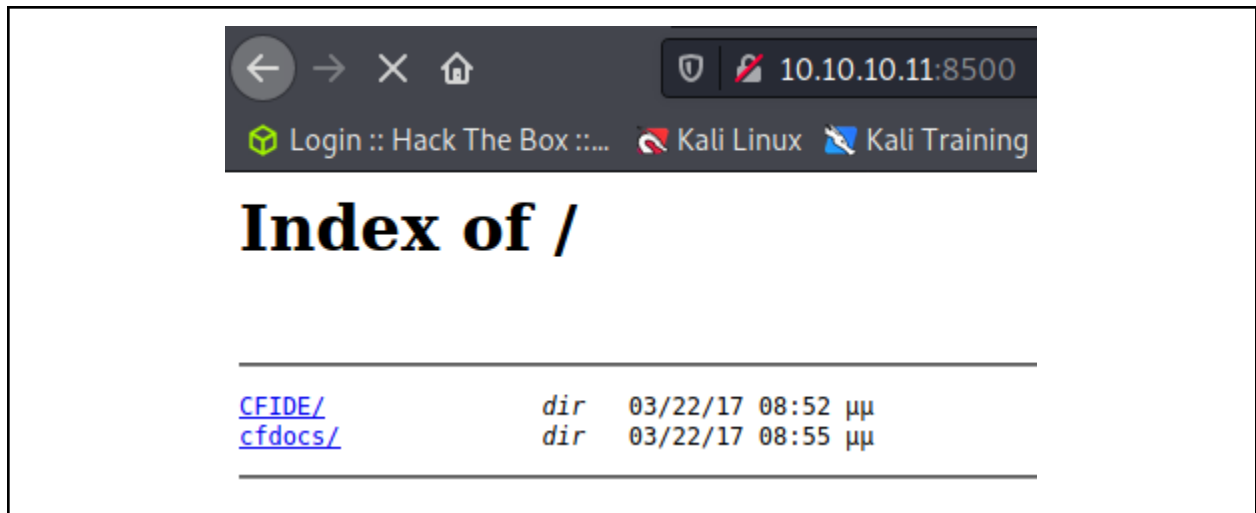 10.10.10.11:8500
Login :: Hack The Box ::... Kali Linux Kali Training
Index of /
CFIDE/ dir 03/22/17 08:52 μμ
cfdocs/ dir 03/22/17 08:55 μμ